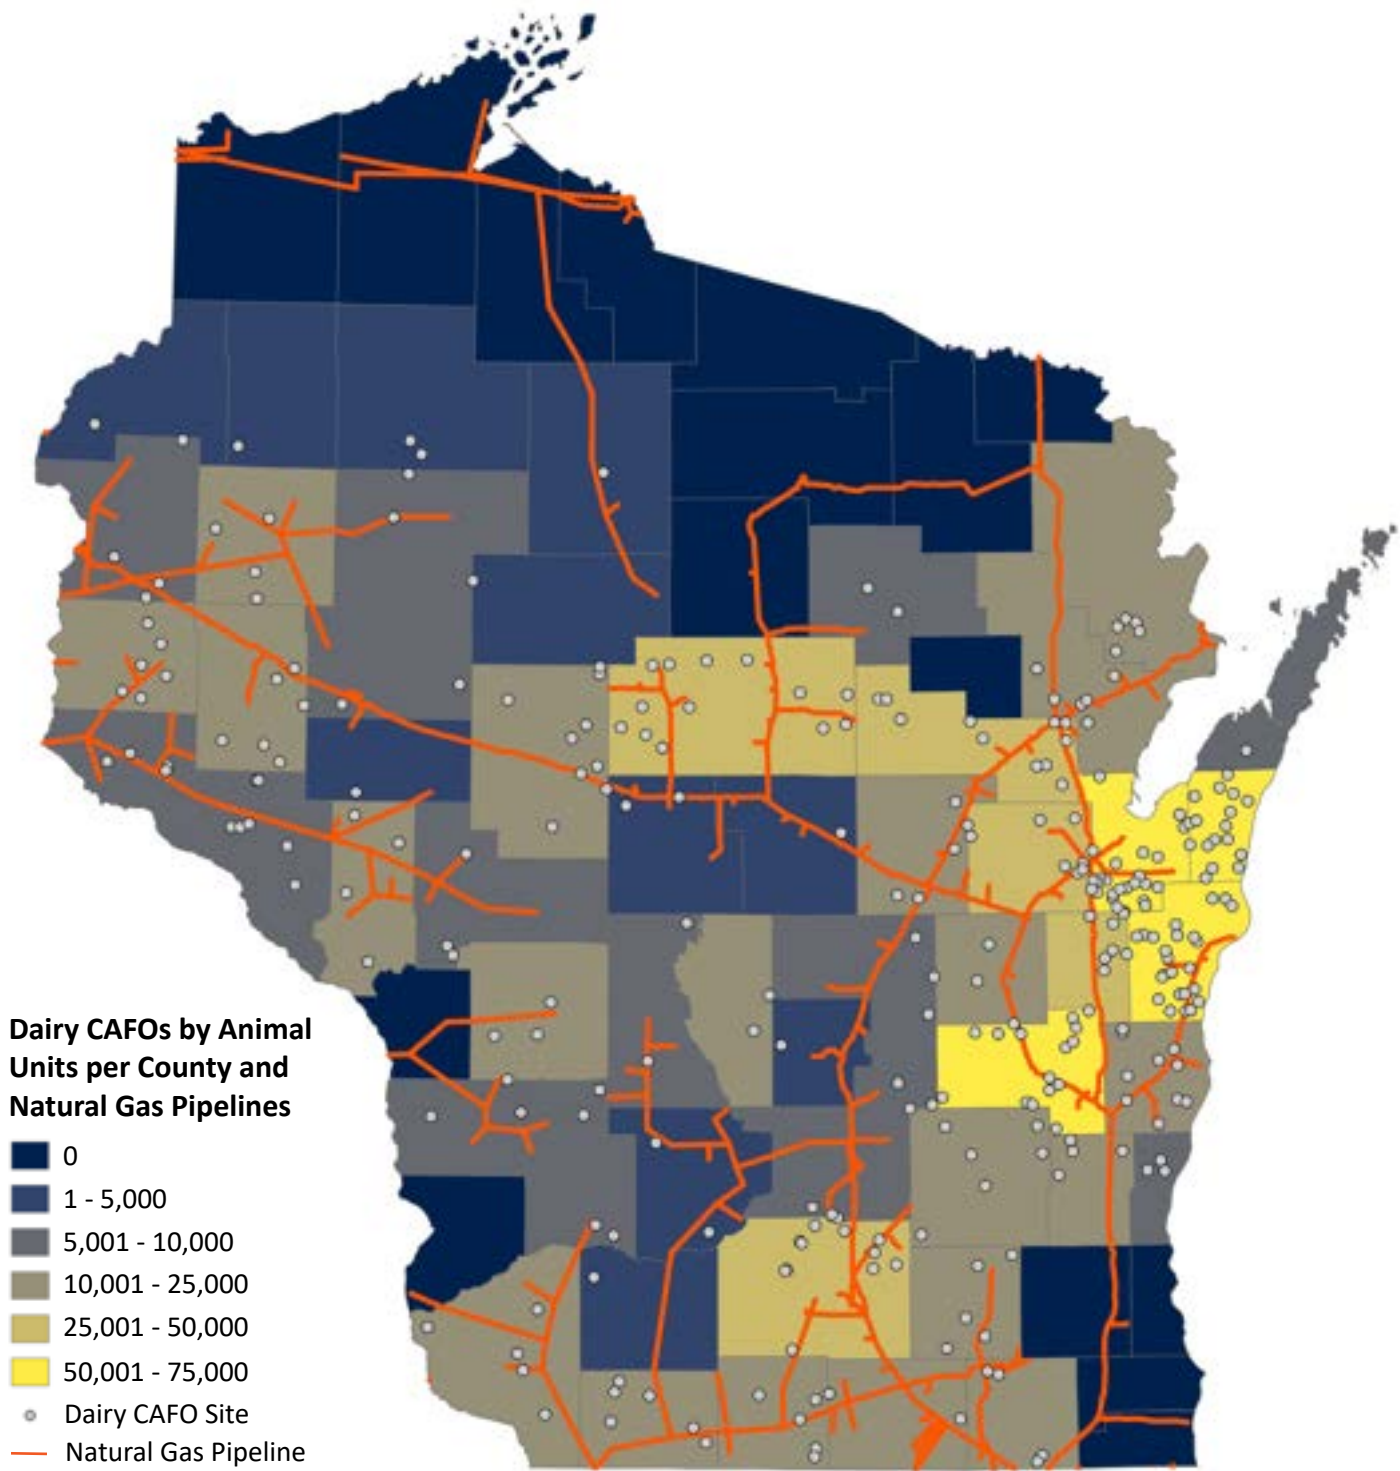 Dairy CAFOs by Animal
Units per County and
Natural Gas Pipelines
0
1 - 5,000
5,001 - 10,000
10,001 - 25,000
25,001 - 50,000
50,001 - 75,000
Dairy CAFO Site
Natural Gas Pipeline